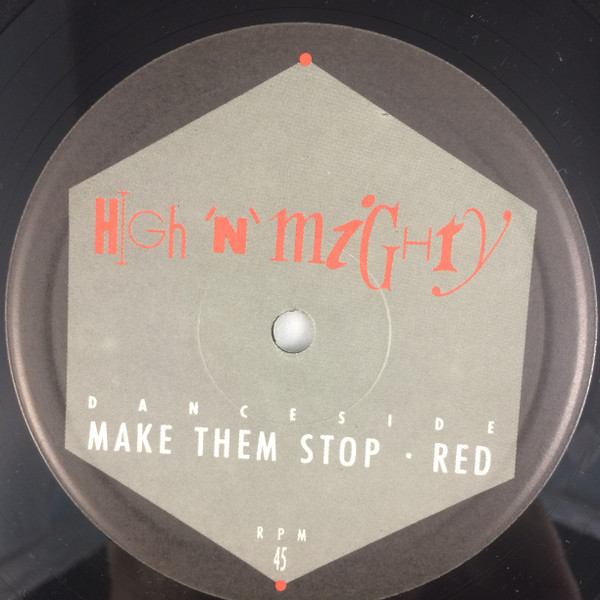 HIGh 'N' miGHty
DANCESIDE
MAKE THEM STOP · RED
RPM
45